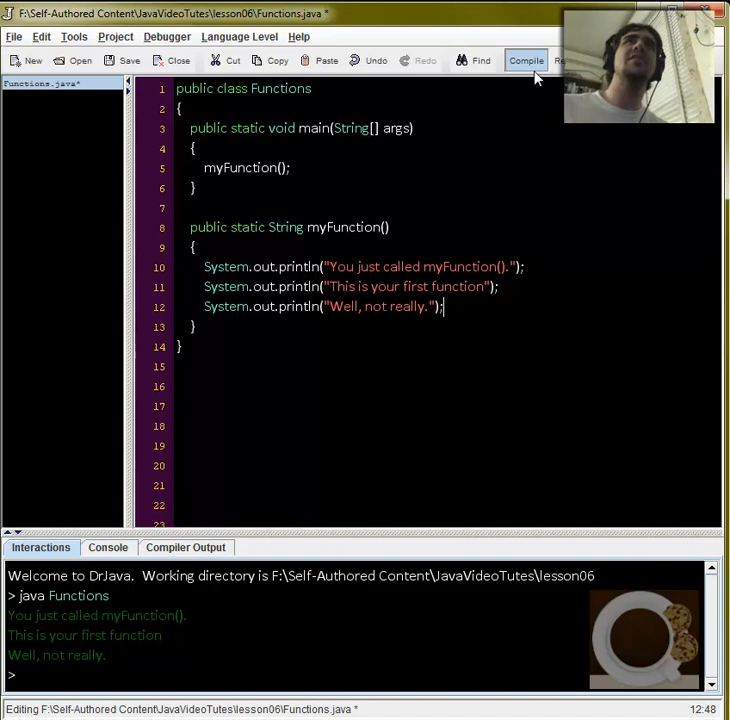 F:\Self-Authored Content\JavaVideoTutes\lesson06\Functions.java *
File Edit Tools Project Debugger Language Level Help
New Open Save Close Cut Copy Paste Undo Redo Find Compile
Functions.java*
1 public class Functions
2 {
3 public static void main(String[] args)
4 {
5 myFunction();
6 }
7
8 public static String myFunction()
9 {
10 System.out.println("You just called myFunction().");
11 System.out.println("This is your first function");
12 System.out.println("Well, not really.");
13 }
14 }
15
16
17
18
19
20
21
22
23
Interactions Console Compiler Output
Welcome to DrJava. Working directory is F:\Self-Authored Content\JavaVideoTutes\lesson06
> java Functions
You just called myFunction().
This is your first function
Well, not really.
>
Editing F:\Self-Authored Content\JavaVideoTutes\lesson06\Functions.java * 12:48